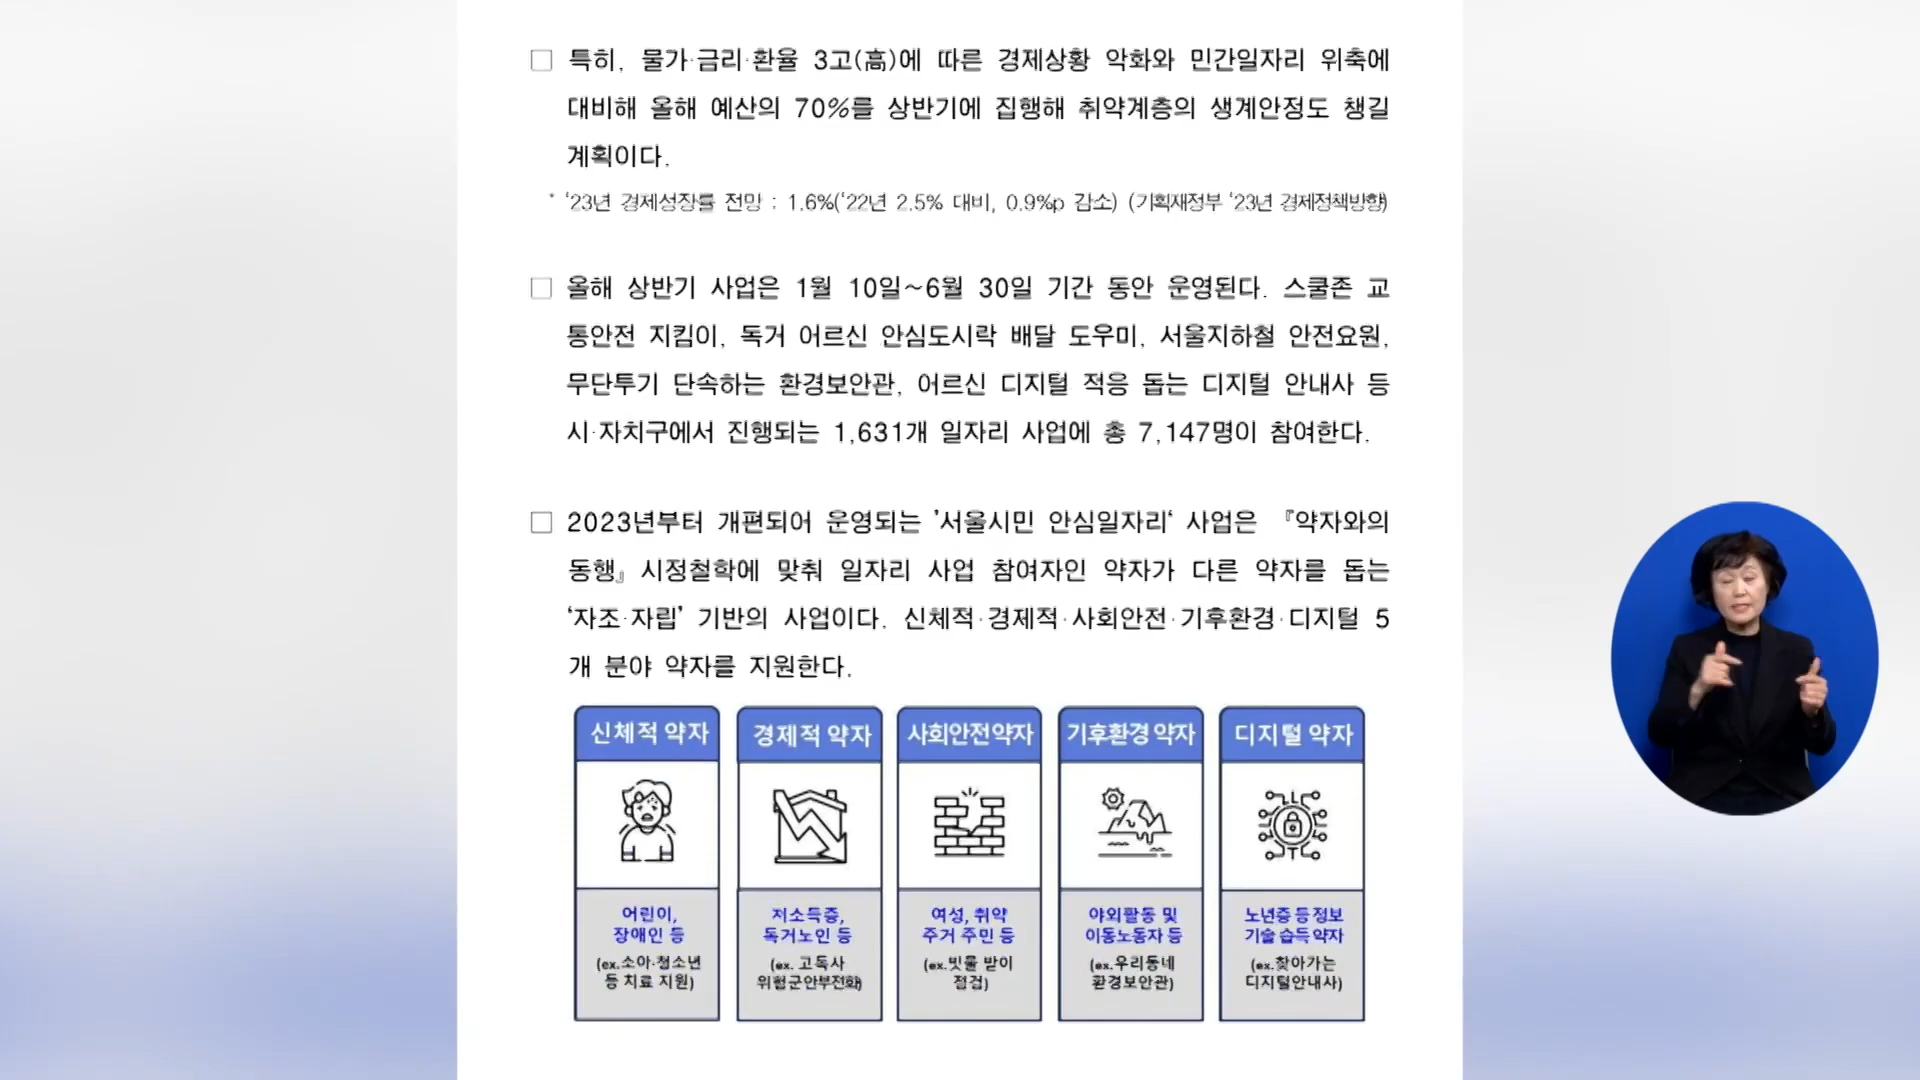 □ 특히, 물가·금리·환율 3고(高)에 따른 경제상황 악화와 민간일자리 위축에
대비해 올해 예산의 70%를 상반기에 집행해 취약계층의 생계안정도 챙길
계획이다.
* ‘23년 경제성장률 전망 : 1.6%(‘22년 2.5% 대비, 0.9%p 감소) (기획재정부 ‘23년 경제정책방향)
□ 올해 상반기 사업은 1월 10일~6월 30일 기간 동안 운영된다. 스쿨존 교
통안전 지킴이, 독거 어르신 안심도시락 배달 도우미, 서울지하철 안전요원,
무단투기 단속하는 환경보안관, 어르신 디지털 적응 돕는 디지털 안내사 등
시·자치구에서 진행되는 1,631개 일자리 사업에 총 7,147명이 참여한다.
□ 2023년부터 개편되어 운영되는 ’서울시민 안심일자리‘ 사업은 『약자와의
동행』 시정철학에 맞춰 일자리 사업 참여자인 약자가 다른 약자를 돕는
‘자조·자립’ 기반의 사업이다. 신체적·경제적·사회안전·기후환경·디지털 5
개 분야 약자를 지원한다.
신체적 약자
어린이,
장애인 등
(ex.소아·청소년
등 치료 지원)
경제적 약자
저소득층,
독거노인 등
(ex. 고독사
위험군안부전화)
사회안전약자
여성, 취약
주거 주민 등
(ex.빗물 받이
점검)
기후환경 약자
야외활동 및
이동노동자 등
(ex.우리동네
환경보안관)
디지털 약자
노년층 등 정보
기술 습득 약자
(ex.찾아가는
디지털안내사)